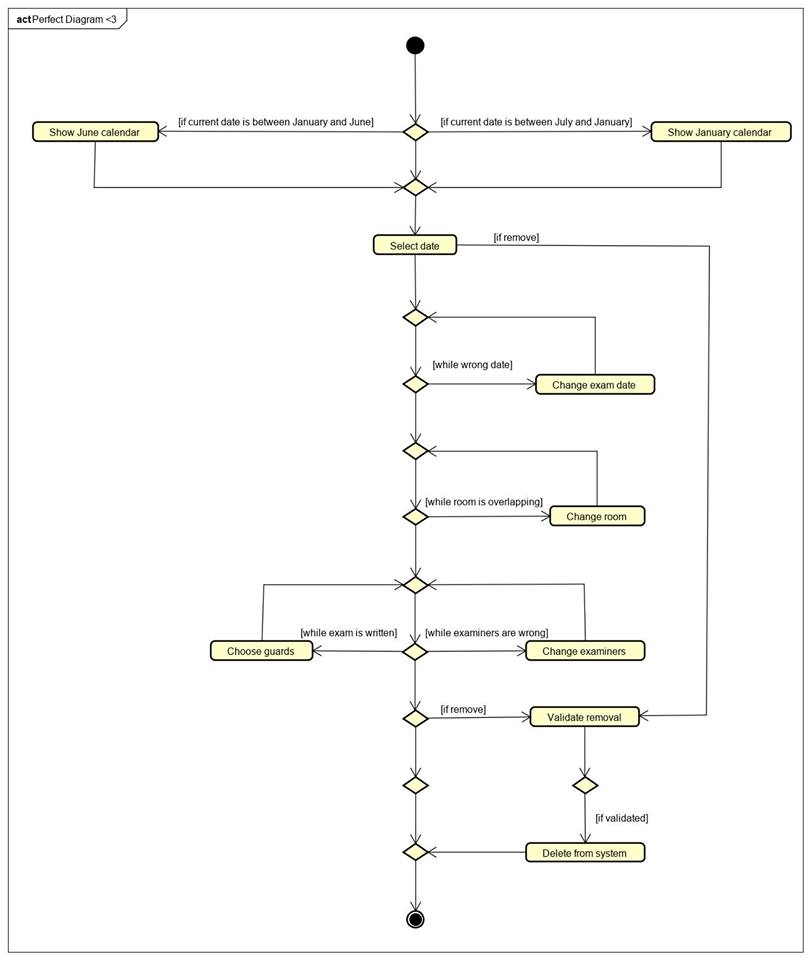 act Perfect Diagram <3
[if current date is between January and June]
[if current date is between July and January]
Show June calendar
Show January calendar
Select date
[if remove]
[while wrong date]
Change exam date
[while room is overlapping]
Change room
[while exam is written]
[while examiners are wrong]
Choose guards
Change examiners
[if remove]
Validate removal
[if validated]
Delete from system